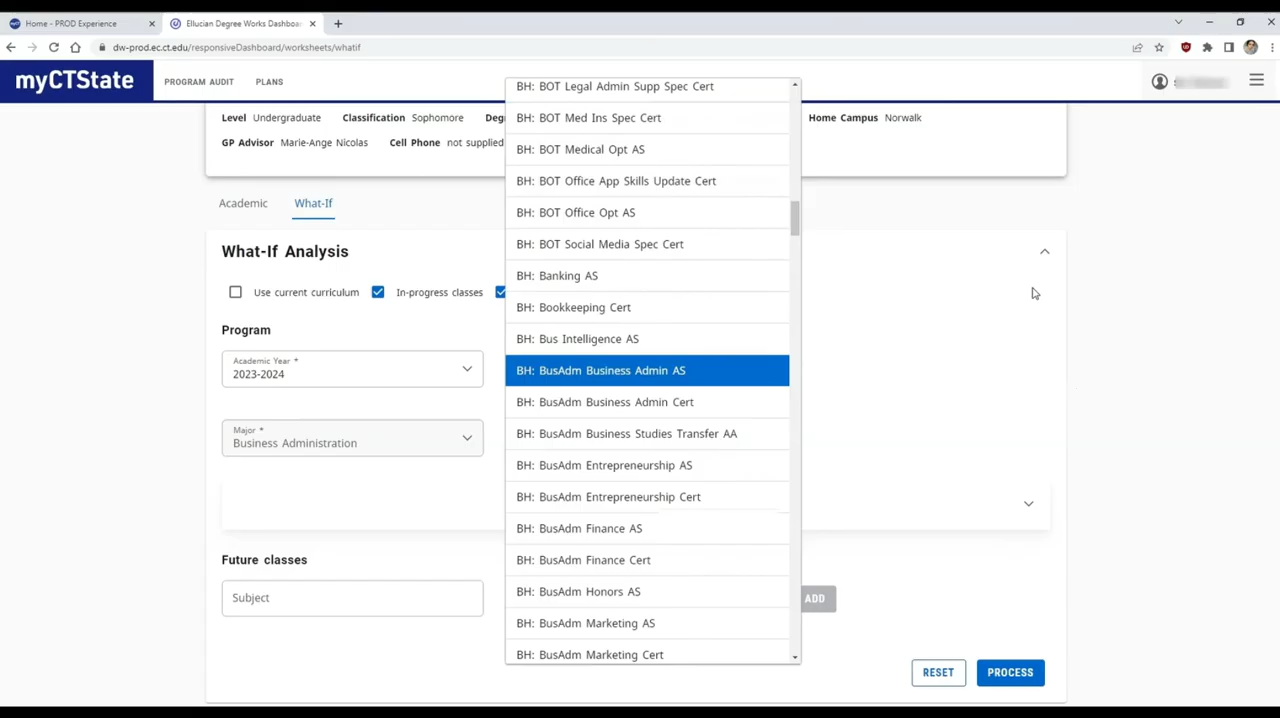 Home - PROD Experience
Ellucian Degree Works Dashboa
dw-prod.ec.ct.edu/responsiveDashboard/worksheets/whatif
myCTState
PROGRAM AUDIT PLANS
Level Undergraduate Classification Sophomore Degr Home Campus Norwalk
GP Advisor Marie-Ange Nicolas Cell Phone not supplied
Academic What-If
What-If Analysis
Use current curriculum In-progress classes
Program
Academic Year *
2023-2024
Major *
Business Administration
Future classes
Subject
BH: BOT Legal Admin Supp Spec Cert
BH: BOT Med Ins Spec Cert
BH: BOT Medical Opt AS
BH: BOT Office App Skills Update Cert
BH: BOT Office Opt AS
BH: BOT Social Media Spec Cert
BH: Banking AS
BH: Bookkeeping Cert
BH: Bus Intelligence AS
BH: BusAdm Business Admin AS
BH: BusAdm Business Admin Cert
BH: BusAdm Business Studies Transfer AA
BH: BusAdm Entrepreneurship AS
BH: BusAdm Entrepreneurship Cert
BH: BusAdm Finance AS
BH: BusAdm Finance Cert
BH: BusAdm Honors AS
BH: BusAdm Marketing AS
BH: BusAdm Marketing Cert
ADD
RESET PROCESS